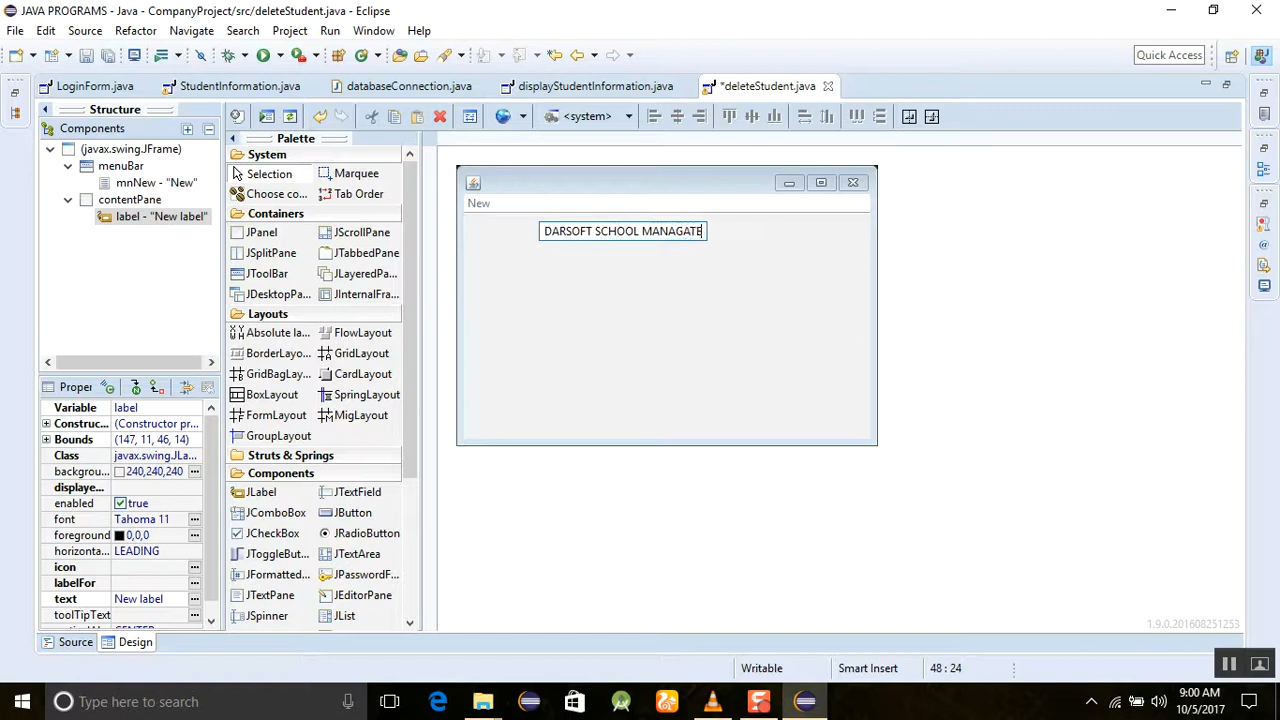 JAVA PROGRAMS - Java - CompanyProject/src/deleteStudent.java - Eclipse
File Edit Source Refactor Navigate Search Project Run Window Help
Quick Access
LoginForm.java StudentInformation.java databaseConnection.java displayStudentInformation.java *deleteStudent.java
Structure
Components
(javax.swing.JFrame)
menuBar
mnNew - "New"
contentPane
label - "New label"
Proper
Variable label
Construc... (Constructor pr...
Bounds (147, 11, 46, 14)
Class javax.swing.JLa...
backgrou... 240,240,240
displaye...
enabled true
font Tahoma 11
foreground 0,0,0
horizonta... LEADING
icon
labelFor
text New label
toolTipText
Source Design
Palette
System
Selection Marquee
Choose co... Tab Order
Containers
JPanel JScrollPane
JSplitPane JTabbedPane
JToolBar JLayeredPa...
JDesktopPa... JInternalFra...
Layouts
Absolute la... FlowLayout
BorderLayo... GridLayout
GridBagLay... CardLayout
BoxLayout SpringLayout
FormLayout MigLayout
GroupLayout
Struts & Springs
Components
JLabel JTextField
JComboBox JButton
JCheckBox JRadioButton
JToggleBut... JTextArea
JFormatted... JPasswordF...
JTextPane JEditorPane
JSpinner JList
<system>
New
DARSOFT SCHOOL MANAGATE
1.9.0.201608251253
Writable Smart Insert 48 : 24
Type here to search
9:00 AM
10/5/2017